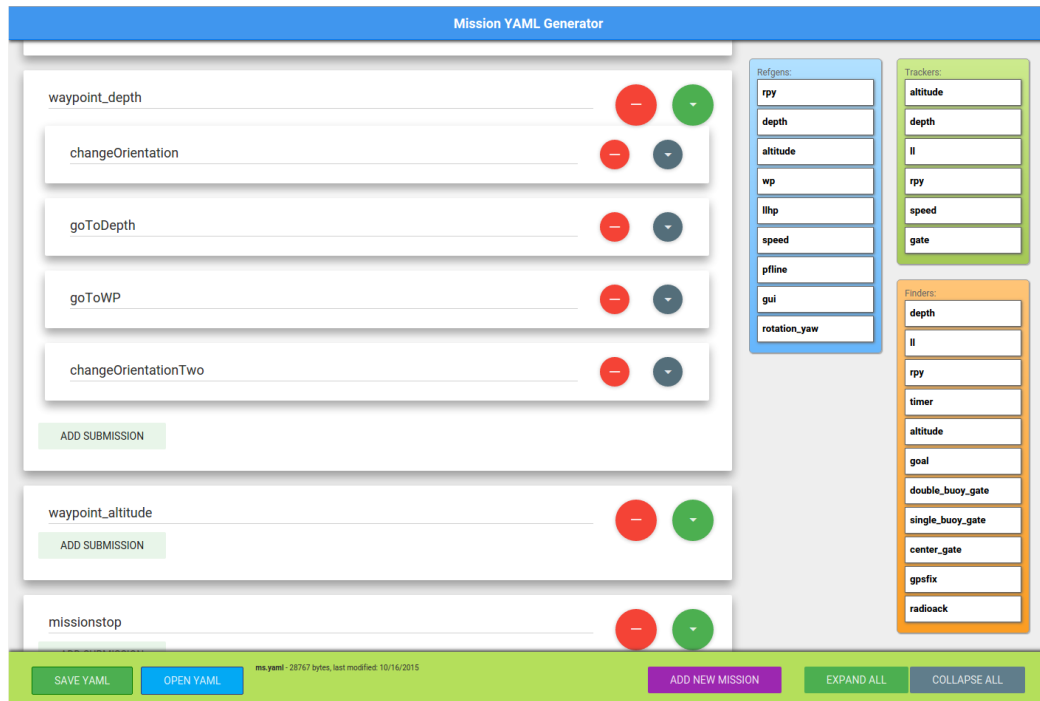 Mission YAML Generator
waypoint_depth
changeOrientation
goToDepth
goToWP
changeOrientationTwo
ADD SUBMISSION
waypoint_altitude
ADD SUBMISSION
missionstop
Refgens:
rpy
depth
altitude
wp
llhp
speed
pfline
gui
rotation_yaw
Trackers:
altitude
depth
ll
rpy
speed
gate
Finders:
depth
ll
rpy
timer
altitude
goal
double_buoy_gate
single_buoy_gate
center_gate
gpsfix
radioack
SAVE YAML
OPEN YAML
ms.yaml - 28767 bytes, last modified: 10/16/2015
ADD NEW MISSION
EXPAND ALL
COLLAPSE ALL